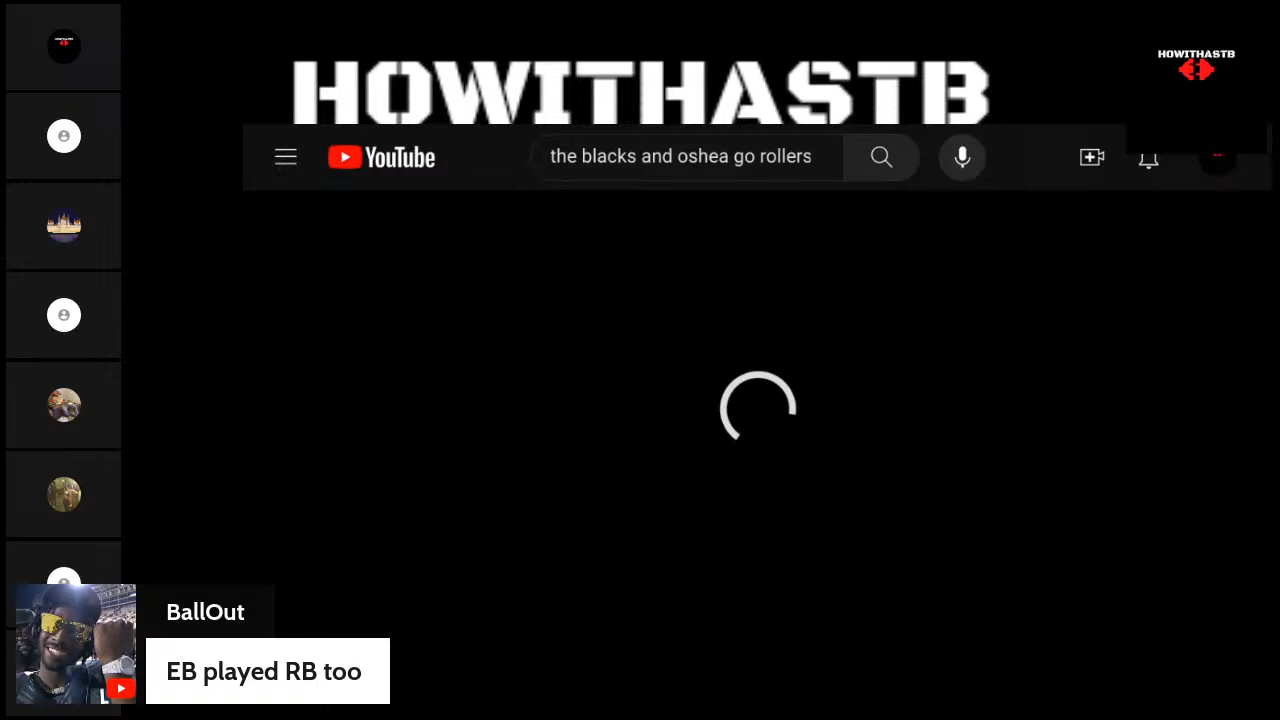 HOWITHASTB
HOWITHASTB
YouTube
the blacks and oshea go rollers
BallOut
EB played RB too